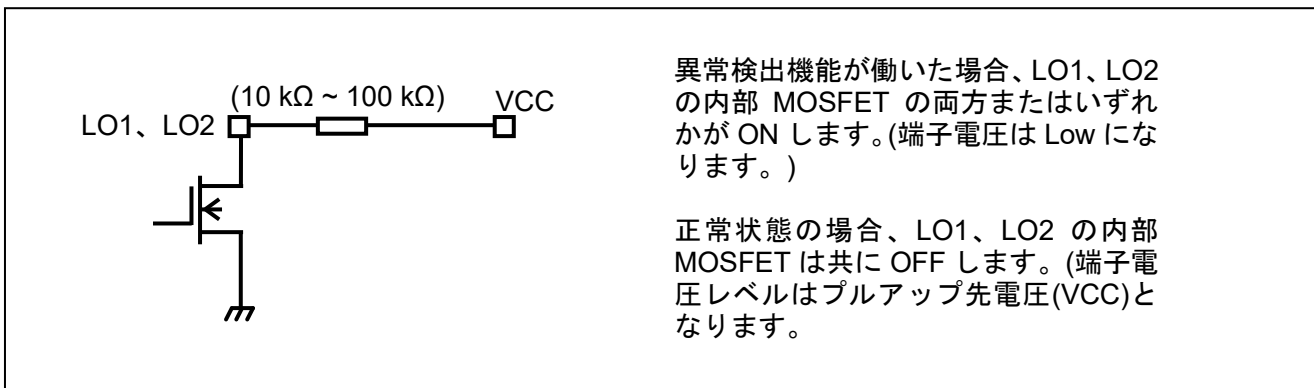 (10 kΩ ~ 100 kΩ)
VCC
LO1、LO2
異常検出機能が働いた場合、LO1、LO2
の内部 MOSFET の両方またはいずれ
かが ON します。(端子電圧は Low にな
ります。)
正常状態の場合、LO1、LO2 の内部
MOSFET は共に OFF します。(端子電
圧レベルはプルアップ先電圧(VCC)と
なります。